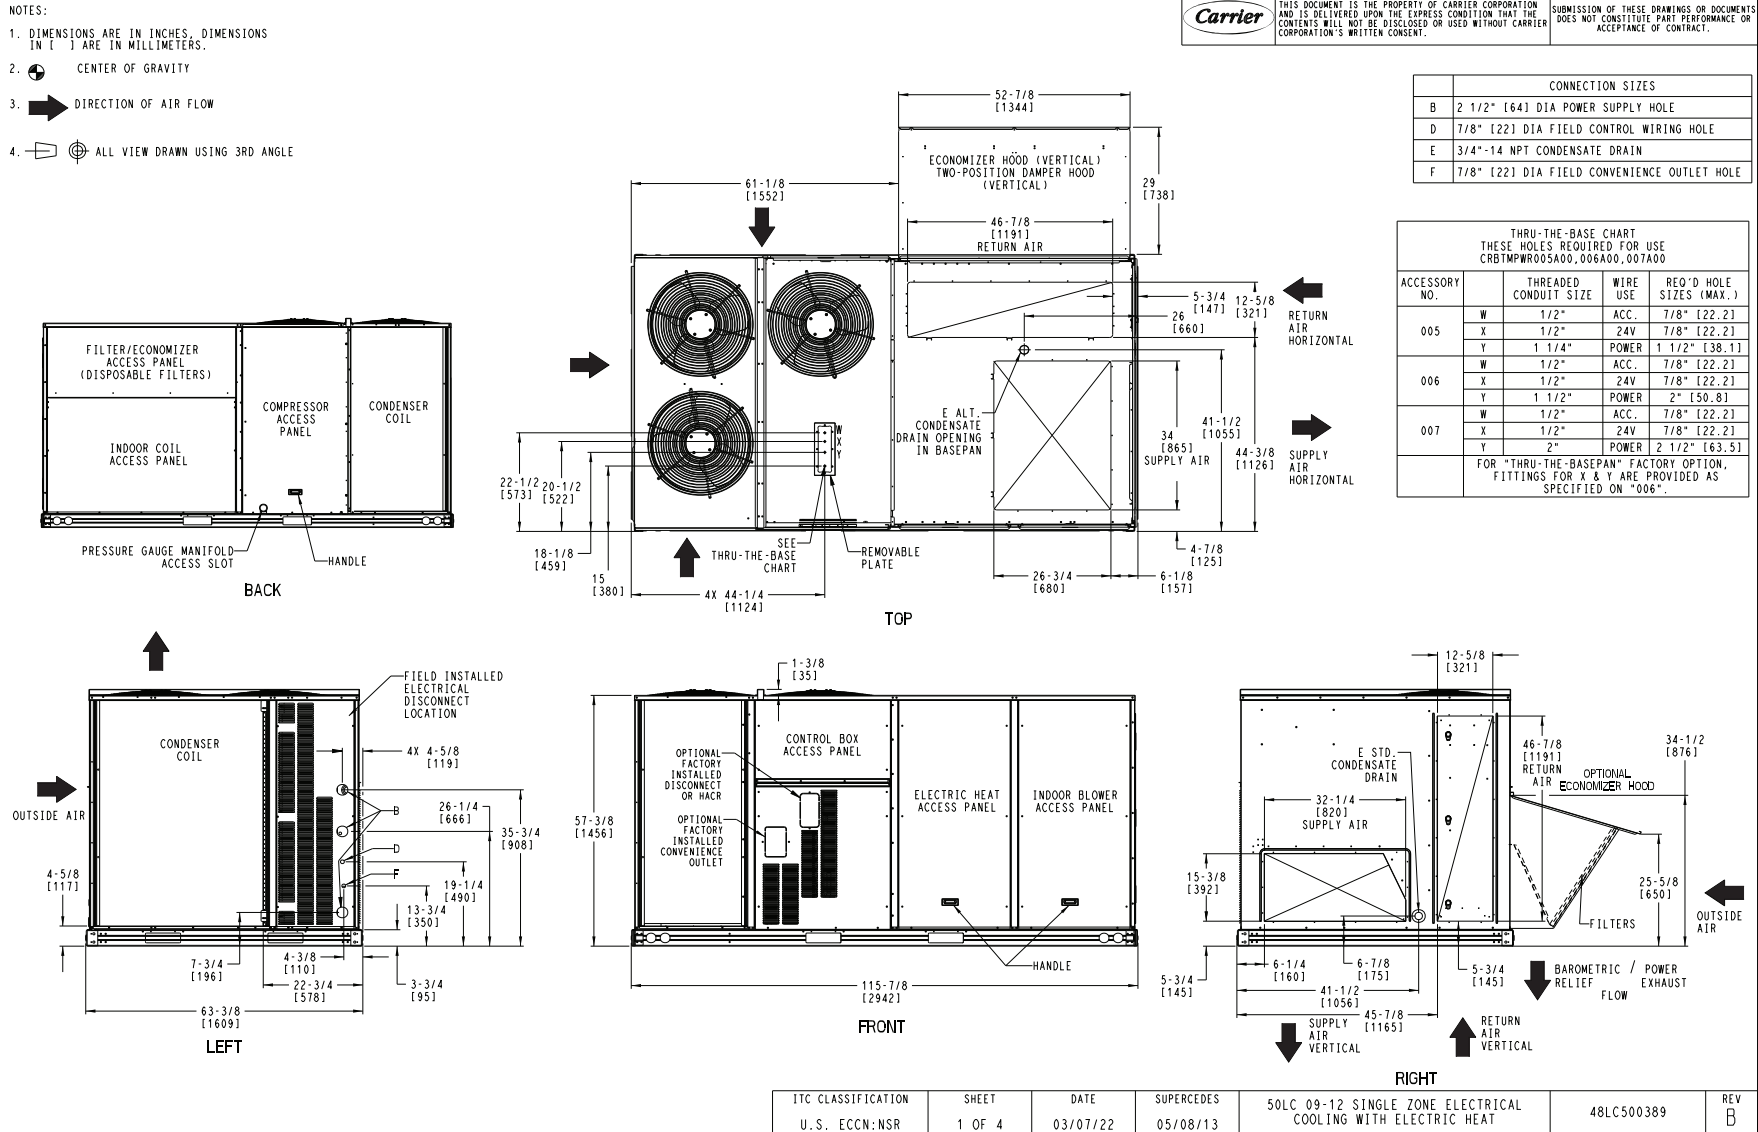 NOTES:
1. DIMENSIONS ARE IN INCHES, DIMENSIONS
IN [ ] ARE IN MILLIMETERS.
2. CENTER OF GRAVITY
3. DIRECTION OF AIR FLOW
4. ALL VIEW DRAWN USING 3RD ANGLE
Carrier
THIS DOCUMENT IS THE PROPERTY OF CARRIER CORPORATION
AND IS DELIVERED UPON THE EXPRESS CONDITION THAT THE
CONTENTS WILL NOT BE DISCLOSED OR USED WITHOUT CARRIER
CORPORATION'S WRITTEN CONSENT.
SUBMISSION OF THESE DRAWINGS OR DOCUMENTS
DOES NOT CONSTITUTE PART PERFORMANCE OR
ACCEPTANCE OF CONTRACT.
CONNECTION SIZES
B 2 1/2" [64] DIA POWER SUPPLY HOLE
D 7/8" [22] DIA FIELD CONTROL WIRING HOLE
E 3/4"-14 NPT CONDENSATE DRAIN
F 7/8" [22] DIA FIELD CONVENIENCE OUTLET HOLE
THRU-THE-BASE CHART
THESE HOLES REQUIRED FOR USE
CRBTMPWR005A00,006A00,007A00
ACCESSORY NO. THREADED CONDUIT SIZE WIRE USE REQ'D HOLE SIZES (MAX.)
005
W 1/2" ACC. 7/8" [22.2]
X 1/2" 24V 7/8" [22.2]
Y 1 1/4" POWER 1 1/2" [38.1]
006
W 1/2" ACC. 7/8" [22.2]
X 1/2" 24V 7/8" [22.2]
Y 1 1/2" POWER 2" [50.8]
007
W 1/2" ACC. 7/8" [22.2]
X 1/2" 24V 7/8" [22.2]
Y 2" POWER 2 1/2" [63.5]
FOR "THRU-THE-BASEPAN" FACTORY OPTION,
FITTINGS FOR X & Y ARE PROVIDED AS
SPECIFIED ON "006".
FILTER/ECONOMIZER
ACCESS PANEL
(DISPOSABLE FILTERS)
INDOOR COIL
ACCESS PANEL
COMPRESSOR
ACCESS
PANEL
CONDENSER
COIL
PRESSURE GAUGE MANIFOLD
ACCESS SLOT
HANDLE
BACK
52-7/8
[1344]
ECONOMIZER HOOD (VERTICAL)
TWO-POSITION DAMPER HOOD
(VERTICAL)
61-1/8
[1552]
29
[738]
46-7/8
[1191]
RETURN AIR
5-3/4
[147]
12-5/8
[321]
26
[660]
RETURN
AIR
HORIZONTAL
E ALT.
CONDENSATE
DRAIN OPENING
IN BASEPAN
W
X
Y
34
[865]
SUPPLY AIR
41-1/2
[1055]
44-3/8
[1126]
SUPPLY
AIR
HORIZONTAL
22-1/2
[573]
20-1/2
[522]
18-1/8
[459]
15
[380]
SEE
THRU-THE-BASE
CHART
REMOVABLE
PLATE
4X 44-1/4
[1124]
26-3/4
[680]
6-1/8
[157]
4-7/8
[125]
TOP
FIELD INSTALLED
ELECTRICAL
DISCONNECT
LOCATION
CONDENSER
COIL
4X 4-5/8
[119]
OUTSIDE AIR
B
D
F
26-1/4
[666]
35-3/4
[908]
19-1/4
[490]
13-3/4
[350]
4-5/8
[117]
7-3/4
[196]
4-3/8
[110]
22-3/4
[578]
3-3/4
[95]
63-3/8
[1609]
LEFT
1-3/8
[35]
57-3/8
[1456]
OPTIONAL
FACTORY
INSTALLED
DISCONNECT
OR HACR
OPTIONAL
FACTORY
INSTALLED
CONVENIENCE
OUTLET
CONTROL BOX
ACCESS PANEL
ELECTRIC HEAT
ACCESS PANEL
INDOOR BLOWER
ACCESS PANEL
HANDLE
115-7/8
[2942]
FRONT
12-5/8
[321]
E STD.
CONDENSATE
DRAIN
46-7/8
[1191]
RETURN
AIR
OPTIONAL
ECONOMIZER HOOD
34-1/2
[876]
32-1/4
[820]
SUPPLY AIR
15-3/8
[392]
25-5/8
[650]
FILTERS
OUTSIDE
AIR
5-3/4
[145]
6-1/4
[160]
6-7/8
[175]
5-3/4
[145]
41-1/2
[1056]
45-7/8
[1165]
BAROMETRIC / POWER
RELIEF EXHAUST
FLOW
SUPPLY
AIR
VERTICAL
RETURN
AIR
VERTICAL
RIGHT
ITC CLASSIFICATION
U.S. ECCN:NSR
SHEET
1 OF 4
DATE
03/07/22
SUPERCEDES
05/08/13
50LC 09-12 SINGLE ZONE ELECTRICAL
COOLING WITH ELECTRIC HEAT
48LC500389
REV
B